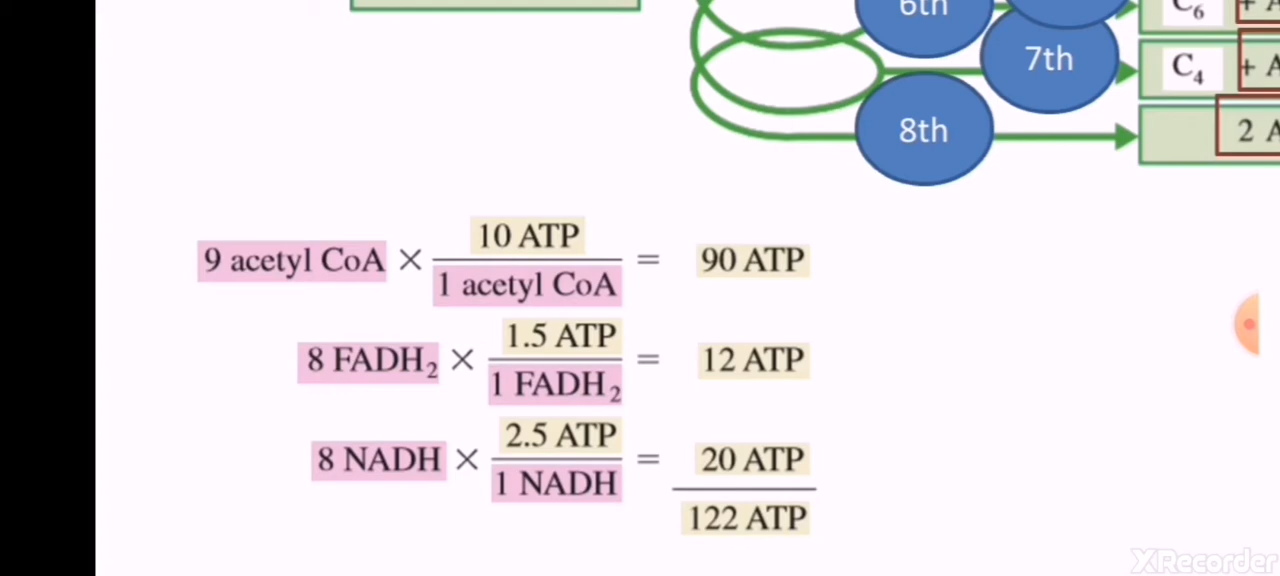 6th
C₆ +
7th
C₄ + A
8th
2 A
9 acetyl CoA × 10 ATP / 1 acetyl CoA = 90 ATP
8 FADH₂ × 1.5 ATP / 1 FADH₂ = 12 ATP
8 NADH × 2.5 ATP / 1 NADH = 20 ATP
122 ATP
XRecorder